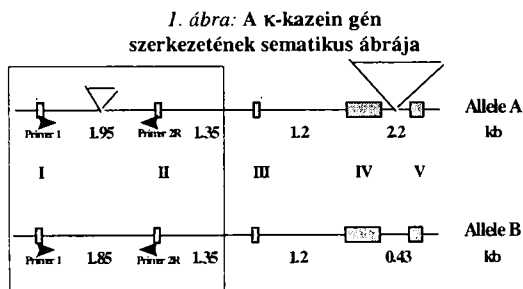 1. ábra: A κ-kazein gén
szerkezetének sematikus ábrája
Allele A
Primer 1 1.95 Primer 2R 1.35 1.2 2.2 kb
I II III IV V
Allele B
Primer 1 1.85 Primer 2R 1.35 1.2 0.43 kb